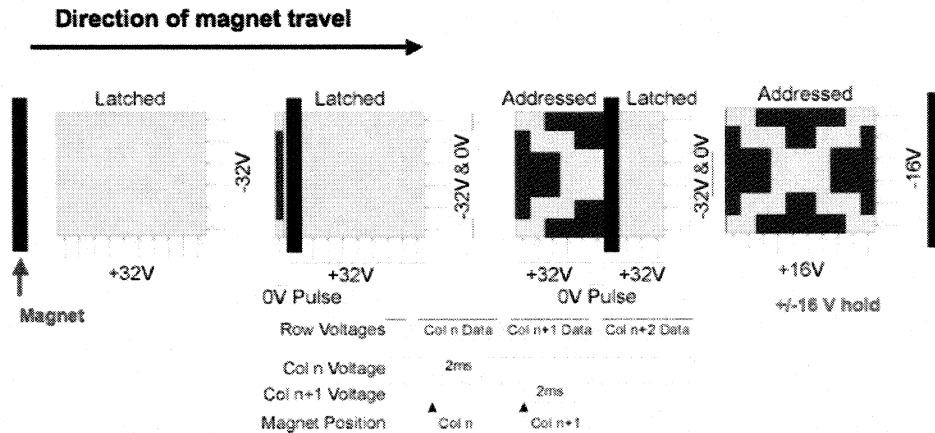 Direction of magnet travel
Latched Latched Addressed Latched Addressed
-32V -32V & 0V -32V & 0V -16V
+32V +32V +32V +32V +16V
0V Pulse 0V Pulse +/-16 V hold
Magnet
Row Voltages Col n Data Col n+1 Data Col n+2 Data
Col n Voltage 2ms
Col n+1 Voltage 2ms
Magnet Position Col n Col n+1